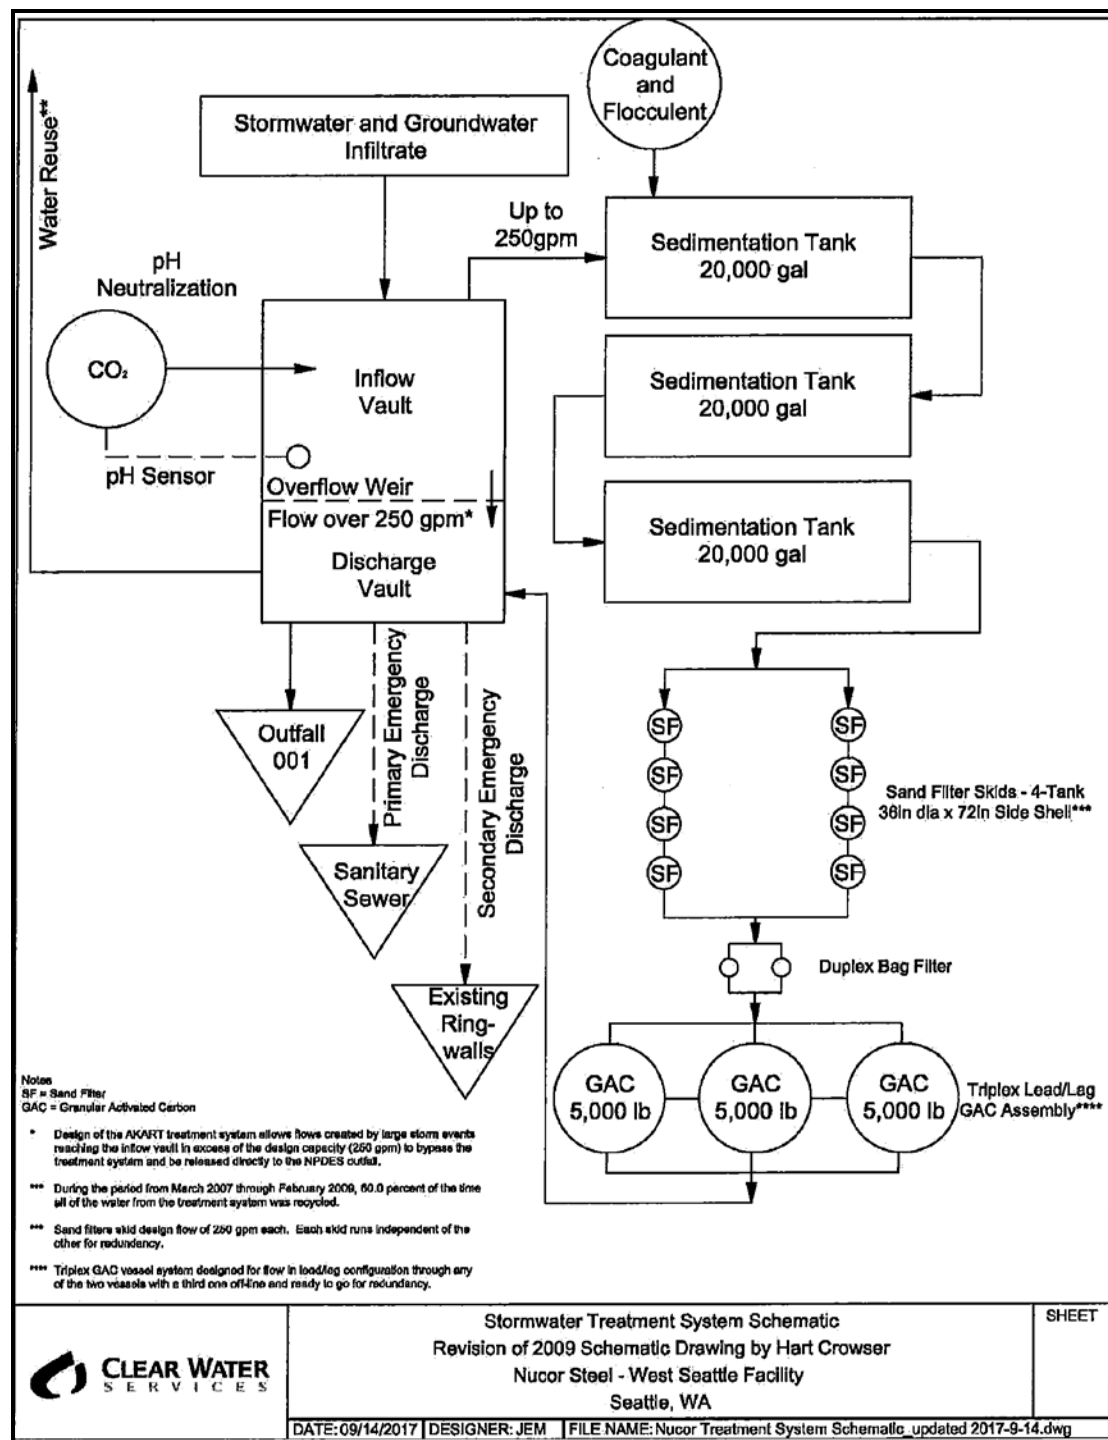 Coagulant
and
Flocculent
Water Reuse**
Stormwater and Groundwater
Infiltrate
Up to
250gpm
Sedimentation Tank
20,000 gal
pH
Neutralization
CO₂
Inflow
Vault
Sedimentation Tank
20,000 gal
pH Sensor
Overflow Weir
Flow over 250 gpm*
Discharge
Vault
Sedimentation Tank
20,000 gal
Outfall
001
Primary Emergency
Discharge
Secondary Emergency
Discharge
Sanitary
Sewer
Existing
Ring-
walls
SF
SF
SF
SF
SF
SF
SF
SF
Sand Filter Skids - 4-Tank
36in dia x 72in Side Shell***
Duplex Bag Filter
GAC
5,000 lb
GAC
5,000 lb
GAC
5,000 lb
Triplex Lead/Lag
GAC Assembly****
Notes
SF = Sand Filter
GAC = Granular Activated Carbon
* Design of the AKART treatment system allows flows created by large storm events
reaching the inflow vault in excess of the design capacity (250 gpm) to bypass the
treatment system and be released directly to the NPDES outfall.
*** During the period from March 2007 through February 2009, 60.0 percent of the time
all of the water from the treatment system was recycled.
*** Sand filters skid design flow of 250 gpm each. Each skid runs independent of the
other for redundancy.
**** Triplex GAC vessel system designed for flow in lead/lag configuration through any
of the two vessels with a third one off-line and ready to go for redundancy.
CLEAR WATER
SERVICES
Stormwater Treatment System Schematic
Revision of 2009 Schematic Drawing by Hart Crowser
Nucor Steel - West Seattle Facility
Seattle, WA
SHEET
DATE: 09/14/2017 DESIGNER: JEM FILE NAME: Nucor Treatment System Schematic_updated 2017-9-14.dwg